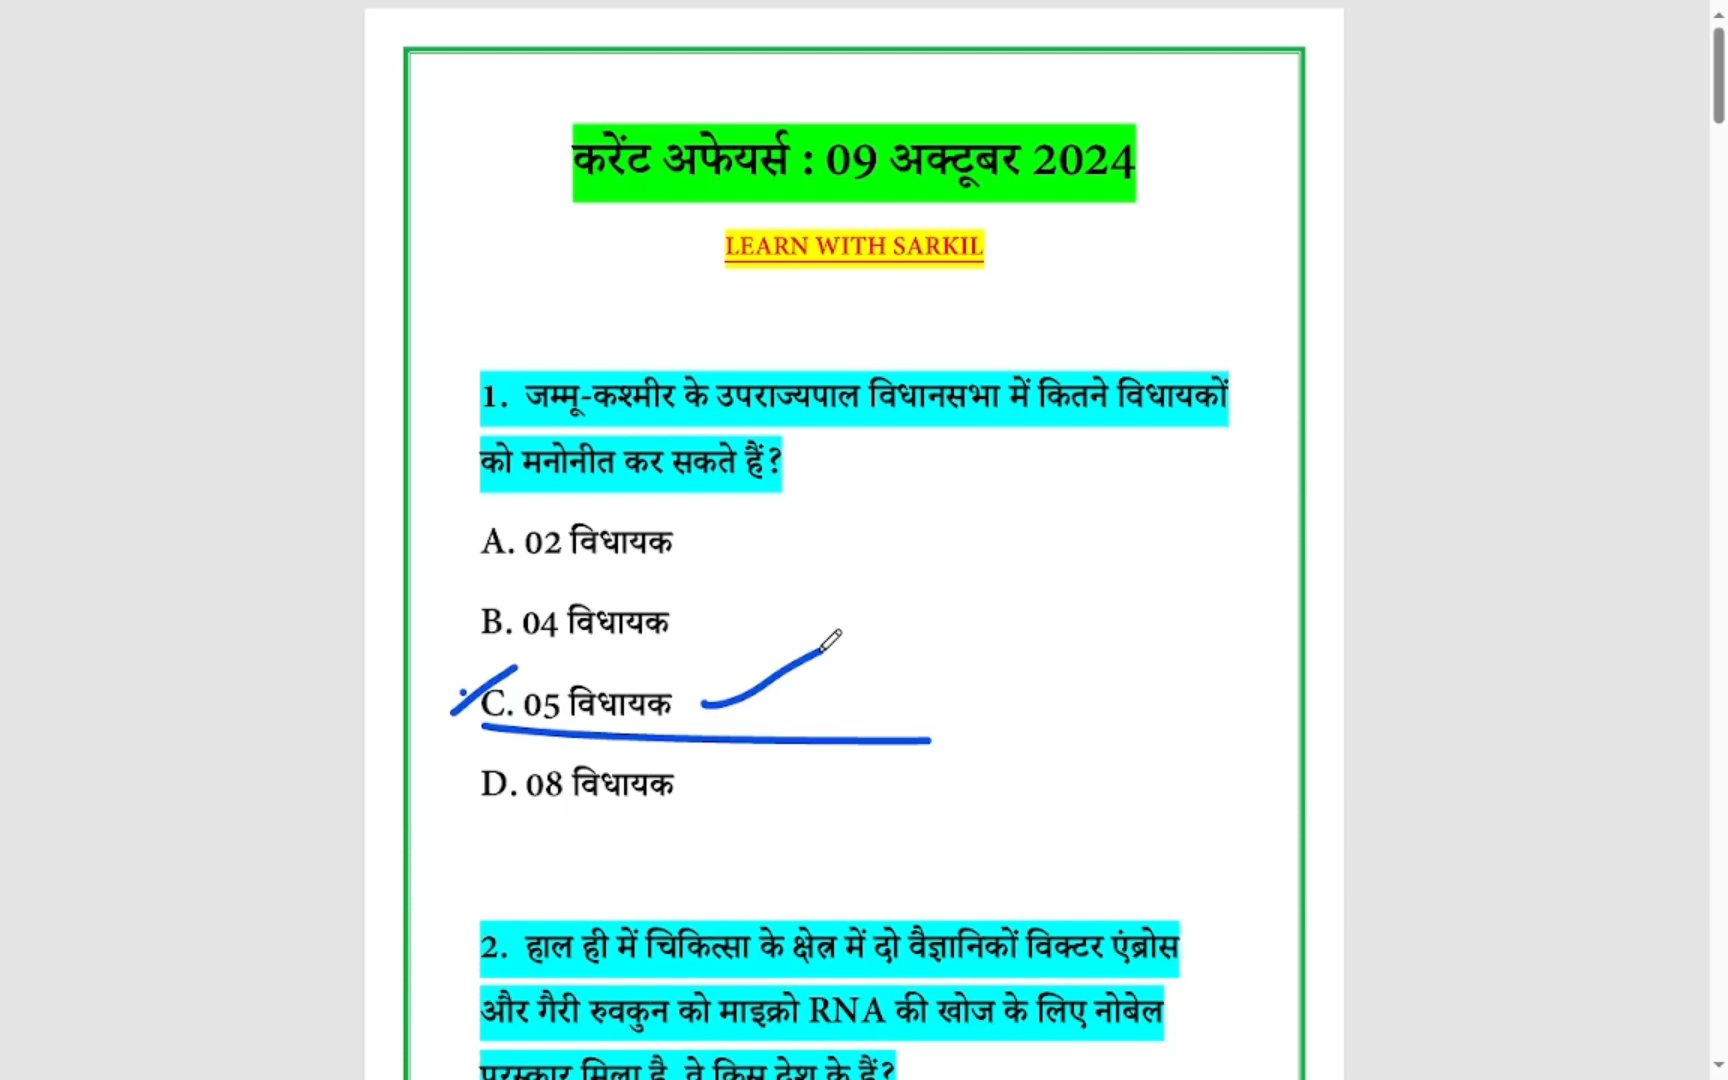 करेंट अफेयर्स : 09 अक्टूबर 2024
LEARN WITH SARKIL
1. जम्मू-कश्मीर के उपराज्यपाल विधानसभा में कितने विधायकों
को मनोनीत कर सकते हैं?
A. 02 विधायक
B. 04 विधायक
C. 05 विधायक
D. 08 विधायक
2. हाल ही में चिकित्सा के क्षेत्र में दो वैज्ञानिकों विक्टर एंब्रोस
और गैरी रुवकुन को माइक्रो RNA की खोज के लिए नोबेल
पुरस्कार मिला है, वे किस देश के हैं?